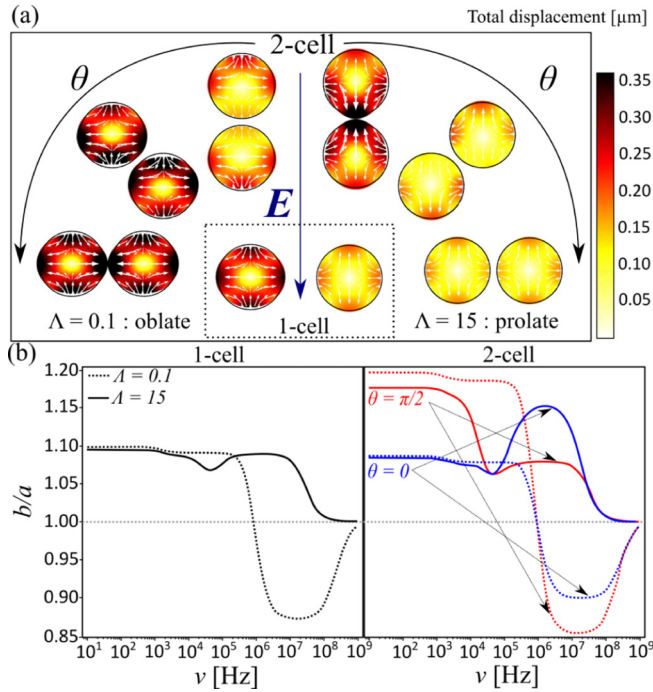 (a)
Total displacement [µm]
2-cell
θ
θ
0.35
0.30
0.25
0.20
0.15
0.10
0.05
E
Λ = 0.1 : oblate
1-cell
Λ = 15 : prolate
(b)
1-cell
2-cell
1.20
1.15
1.10
1.05
1.00
0.95
0.90
0.85
b/a
Λ = 0.1
Λ = 15
θ = π/2
θ = 0
10¹ 10² 10³ 10⁴ 10⁵ 10⁶ 10⁷ 10⁸ 10⁹
10¹ 10² 10³ 10⁴ 10⁵ 10⁶ 10⁷ 10⁸ 10⁹
ν [Hz]
ν [Hz]